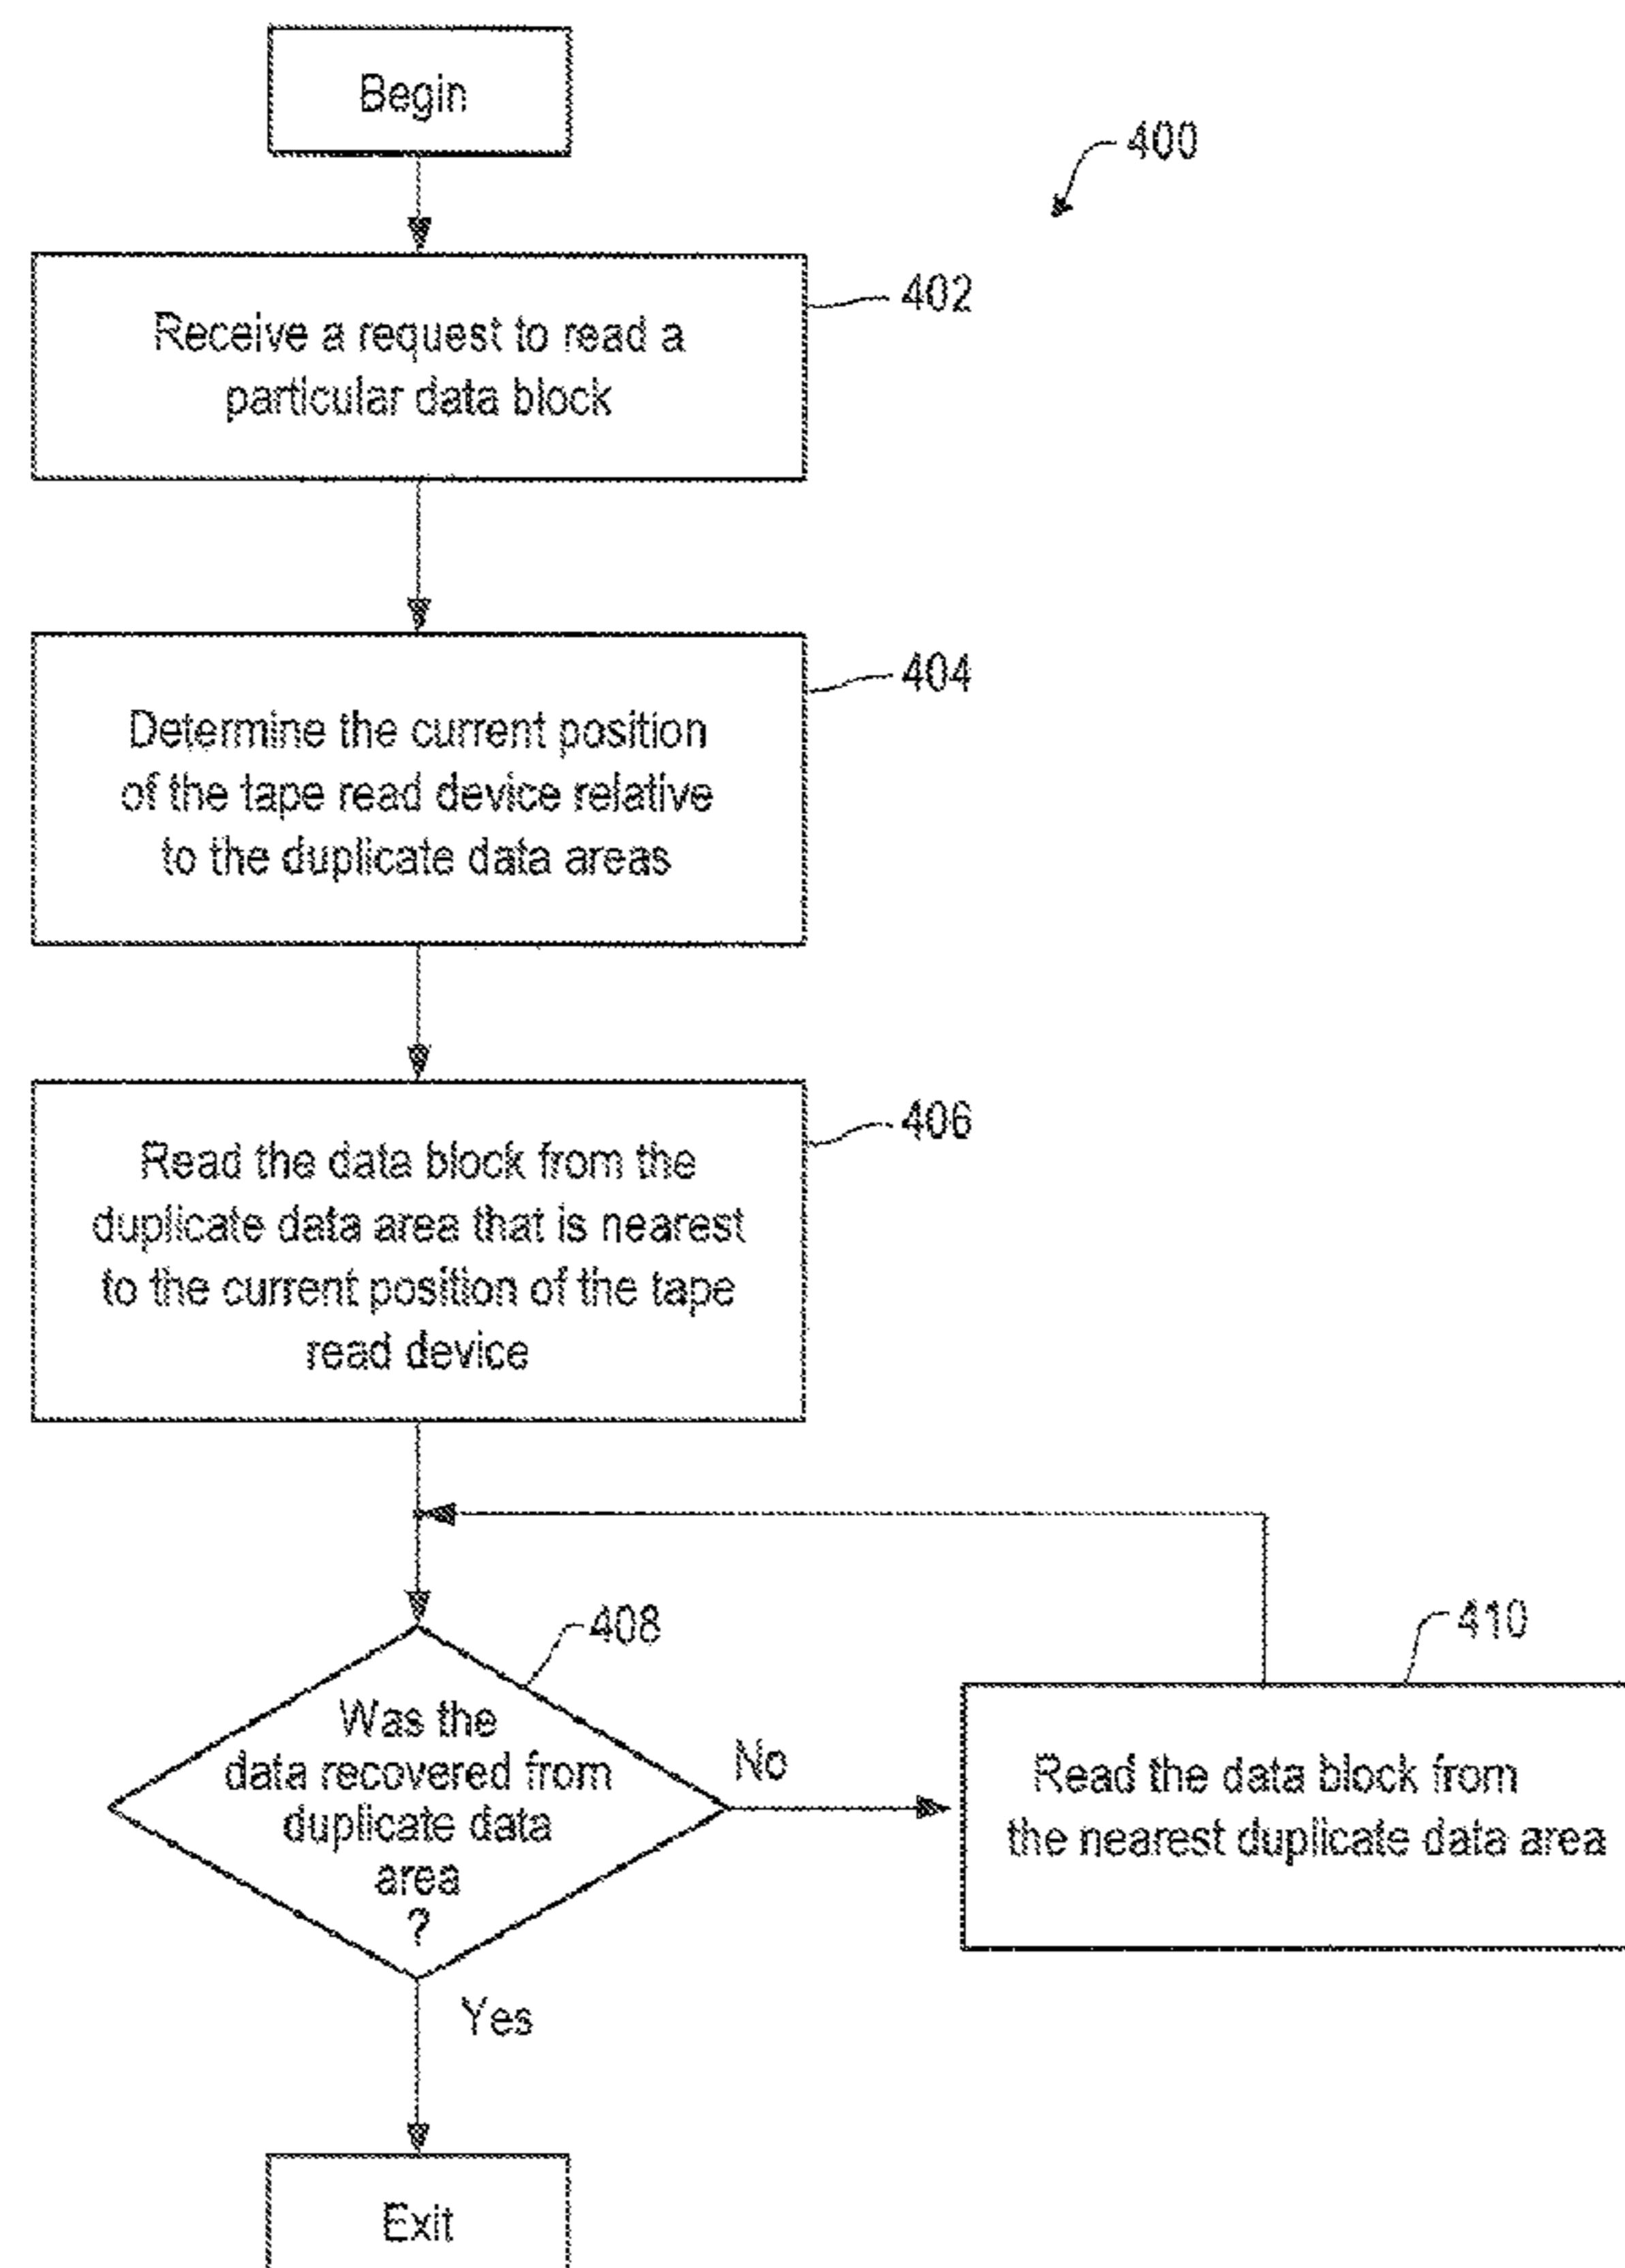 Begin
400
402
Receive a request to read a
particular data block
404
Determine the current position
of the tape read device relative
to the duplicate data areas
406
Read the data block from the
duplicate data area that is nearest
to the current position of the tape
read device
408
Was the
data recovered from
duplicate data
area
?
No
410
Read the data block from
the nearest duplicate data area
Yes
Exit